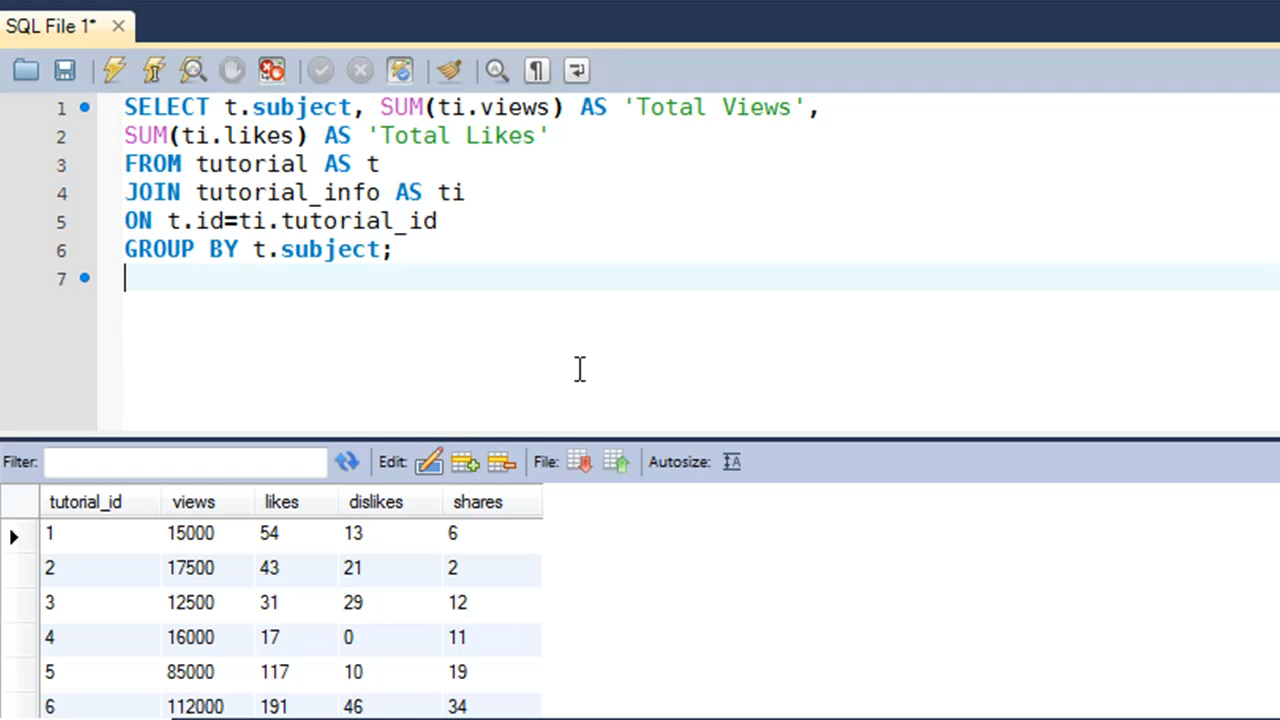 SQL File 1*
1 SELECT t.subject, SUM(ti.views) AS 'Total Views',
2 SUM(ti.likes) AS 'Total Likes'
3 FROM tutorial AS t
4 JOIN tutorial_info AS ti
5 ON t.id=ti.tutorial_id
6 GROUP BY t.subject;
7
Filter: Edit: File: Autosize:
tutorial_id views likes dislikes shares
1 15000 54 13 6
2 17500 43 21 2
3 12500 31 29 12
4 16000 17 0 11
5 85000 117 10 19
6 112000 191 46 34